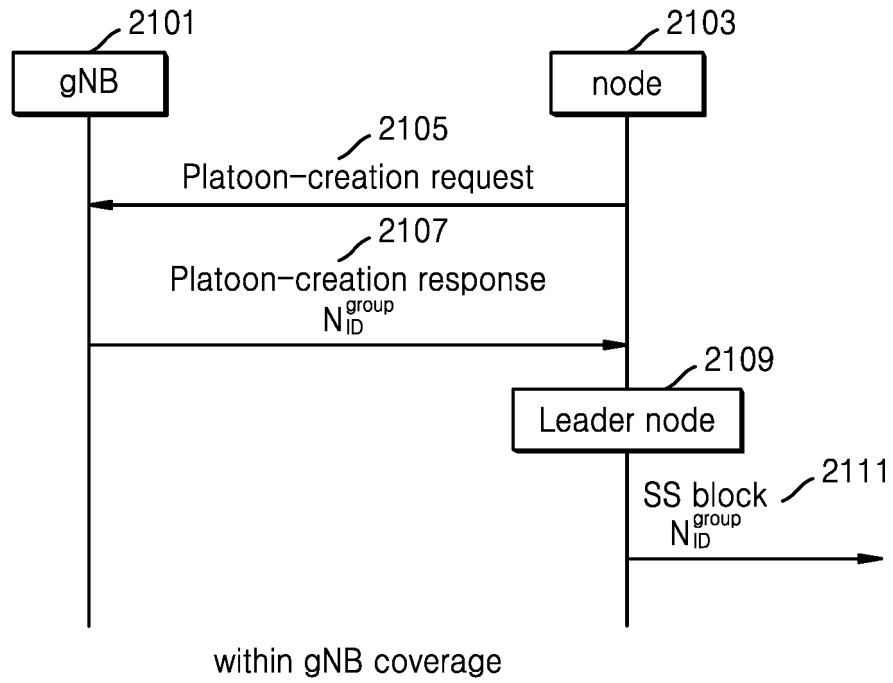 2101
2103
gNB
node
2105
Platoon-creation request
2107
Platoon-creation response
N_ID^group
2109
Leader node
2111
SS block
N_ID^group
within gNB coverage